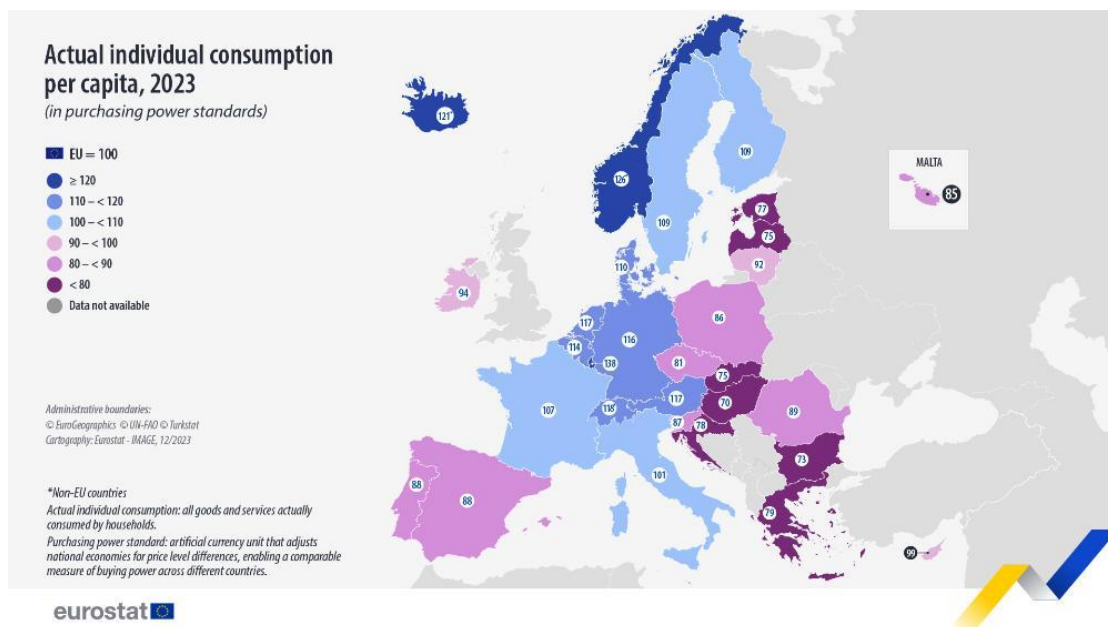 Actual individual consumption
per capita, 2023
(in purchasing power standards)
EU = 100
≥ 120
110 – < 120
100 – < 110
90 – < 100
80 – < 90
< 80
Data not available
121*
126*
109
109
MALTA
85
77
75
92
110
94
117
116
114
138
86
81
75
117
70
118*
107
87
78
89
73
101
88
88
79
99
Administrative boundaries:
© EuroGeographics © UN-FAO © Turkstat
Cartography: Eurostat - IMAGE, 12/2023
*Non-EU countries
Actual individual consumption: all goods and services actually
consumed by households.
Purchasing power standard: artificial currency unit that adjusts
national economies for price level differences, enabling a comparable
measure of buying power across different countries.
eurostat